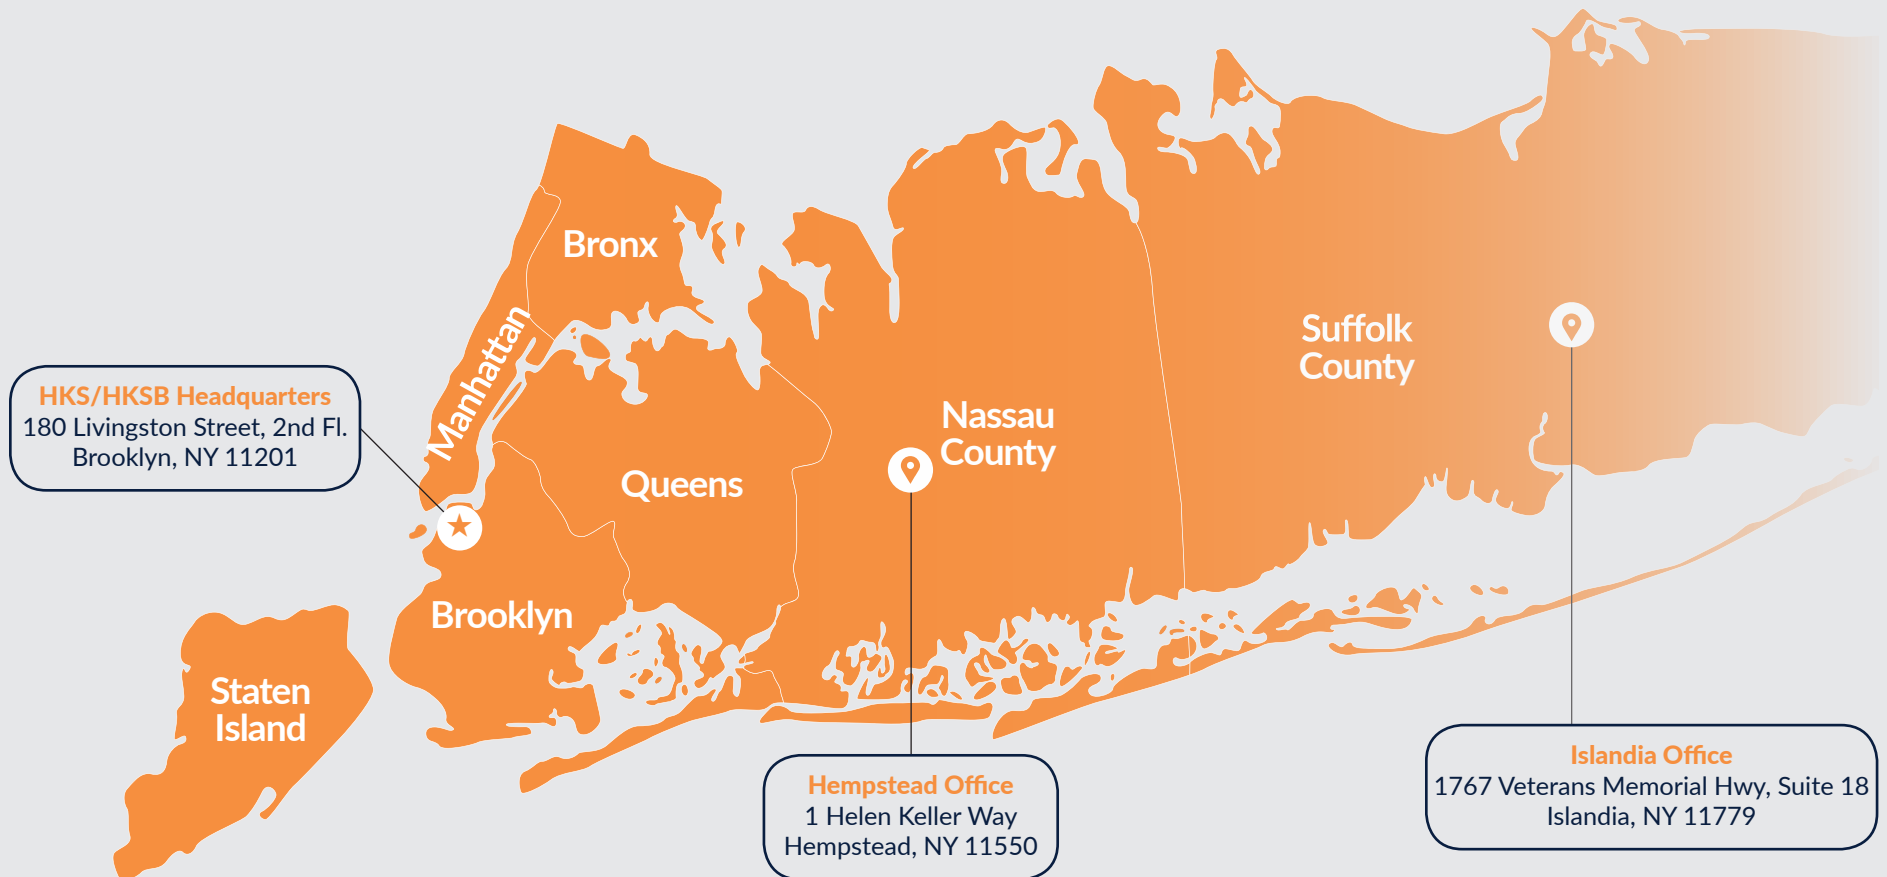 Bronx
Manhattan
HKS/HKSB Headquarters
180 Livingston Street, 2nd Fl.
Brooklyn, NY 11201
Queens
Nassau
County
Suffolk
County
Brooklyn
Staten
Island
Hempstead Office
1 Helen Keller Way
Hempstead, NY 11550
Islandia Office
1767 Veterans Memorial Hwy, Suite 18
Islandia, NY 11779